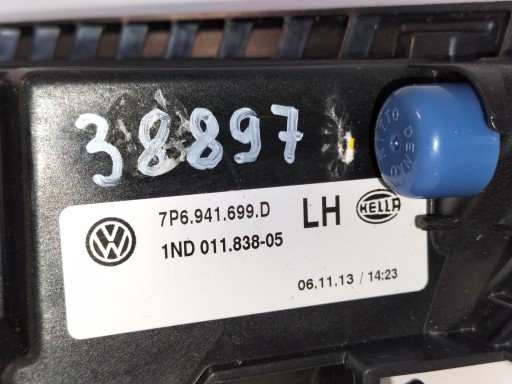 38897
7P6.941.699.D LH HELLA
1ND 011.838-05
06.11.13 / 14:23